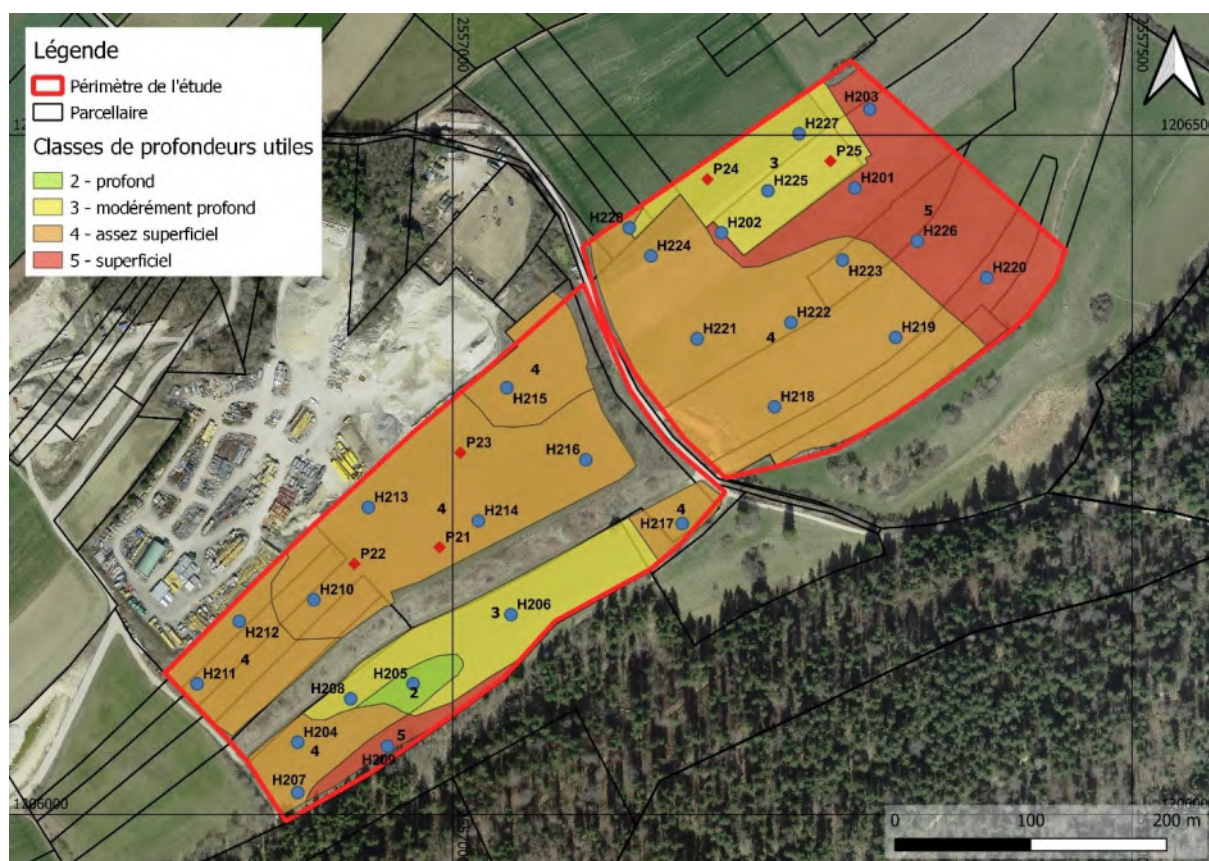 Légende
Périmètre de l'étude
Parcellaire
Classes de profondeurs utiles
2 - profond
3 - modérément profond
4 - assez superficiel
5 - superficiel
2557000
2557500
1206500
H203
H227
P25
3
P24
H225
H201
5
H228
H202
H226
H224
H223
H220
H222
H221
4
H219
4
H215
H218
P23
H216
H213
4
H214
H217
4
P21
P22
H210
H206
3
H212
4
H205
H211
H208
2
H204
4
5
H209
H207
1206000
1206000
0
100
200 m